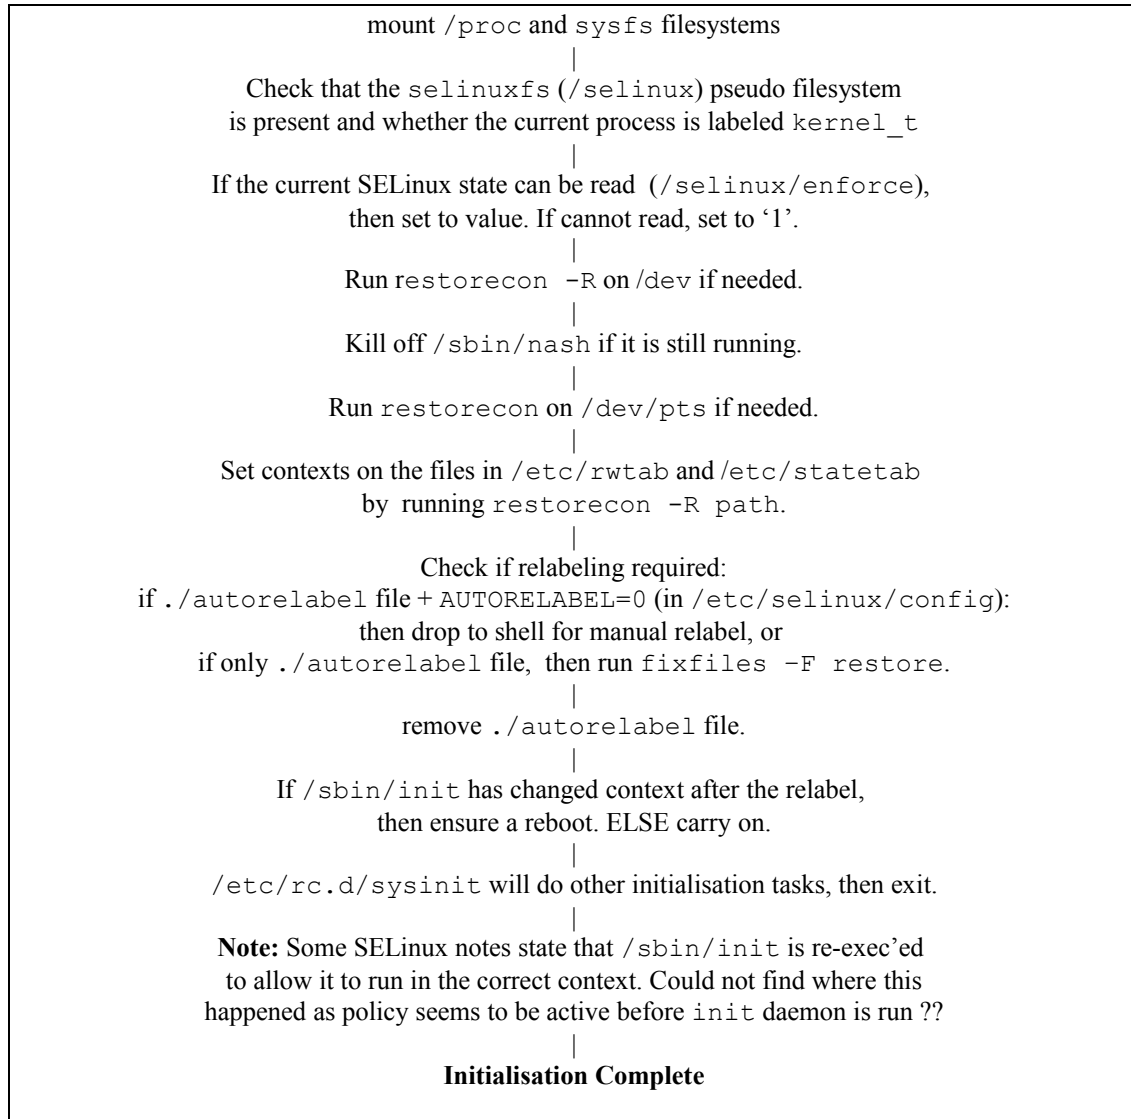 mount /proc and sysfs filesystems
|
Check that the selinuxfs (/selinux) pseudo filesystem
is present and whether the current process is labeled kernel_t
|
If the current SELinux state can be read (/selinux/enforce),
then set to value. If cannot read, set to ‘1’.
|
Run restorecon -R on /dev if needed.
|
Kill off /sbin/nash if it is still running.
|
Run restorecon on /dev/pts if needed.
|
Set contexts on the files in /etc/rwtab and /etc/statetab
by running restorecon -R path.
|
Check if relabeling required:
if ./autorelabel file + AUTORELABEL=0 (in /etc/selinux/config):
then drop to shell for manual relabel, or
if only ./autorelabel file, then run fixfiles –F restore.
|
remove ./autorelabel file.
|
If /sbin/init has changed context after the relabel,
then ensure a reboot. ELSE carry on.
|
/etc/rc.d/sysinit will do other initialisation tasks, then exit.
|
Note: Some SELinux notes state that /sbin/init is re-exec’ed
to allow it to run in the correct context. Could not find where this
happened as policy seems to be active before init daemon is run ??
|
Initialisation Complete